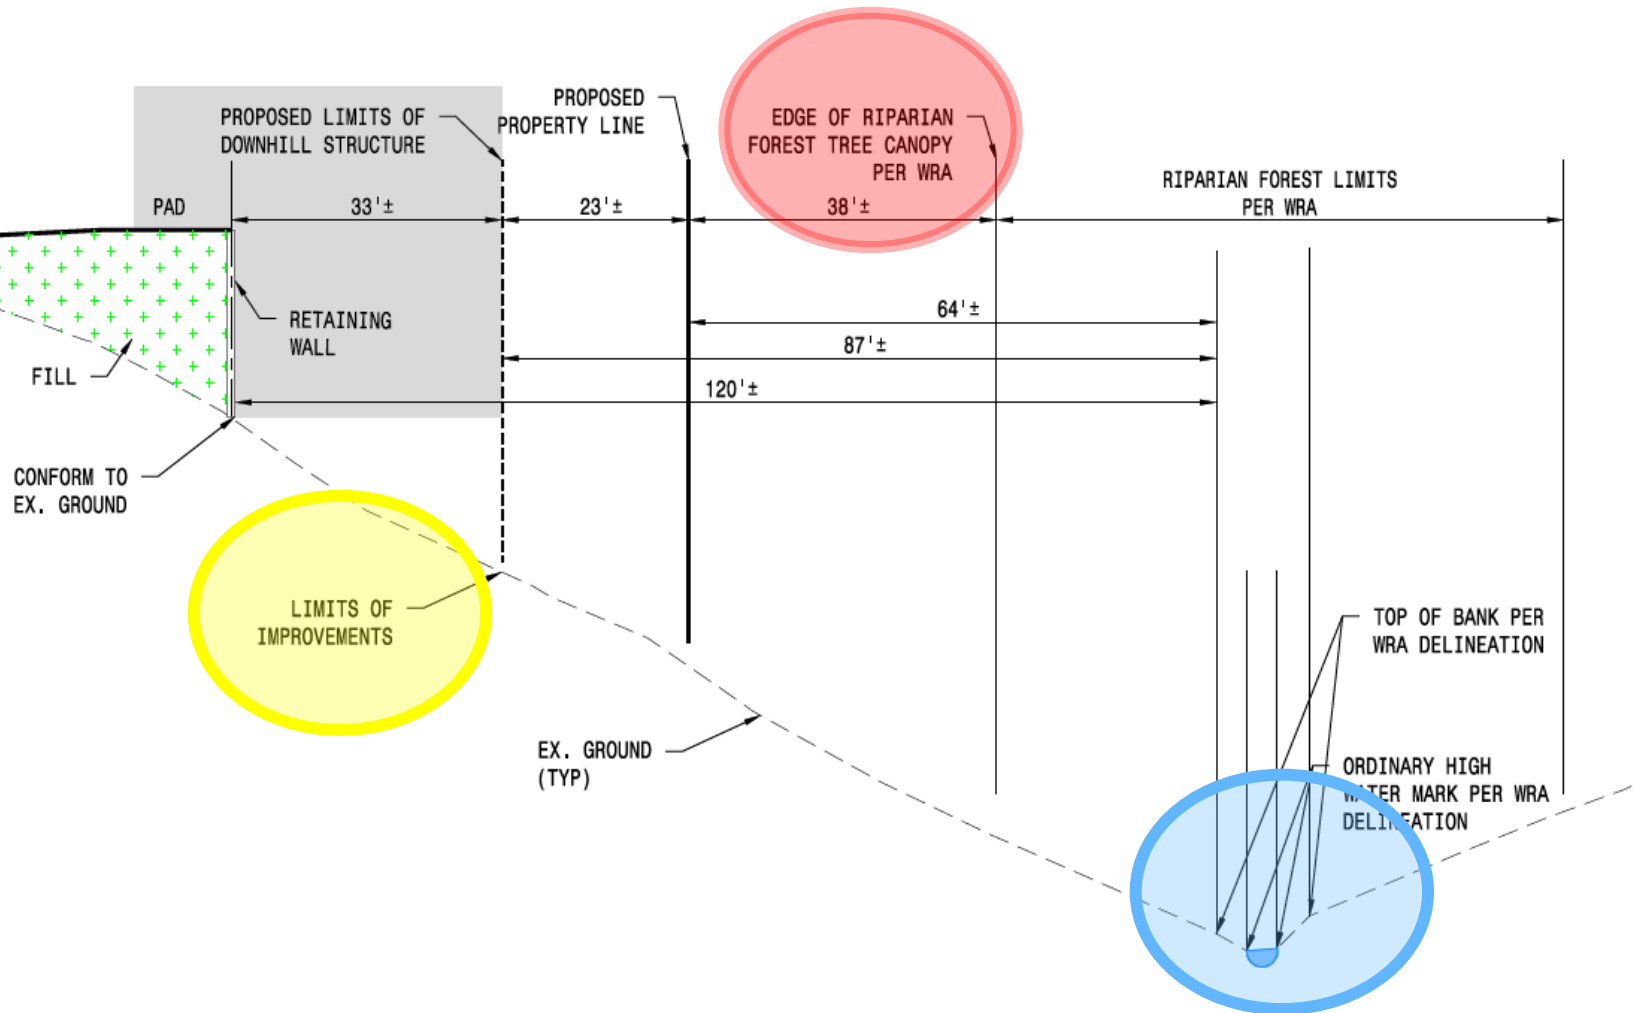 PROPOSED LIMITS OF
DOWNHILL STRUCTURE
PROPOSED
PROPERTY LINE
EDGE OF RIPARIAN
FOREST TREE CANOPY
PER WRA
RIPARIAN FOREST LIMITS
PER WRA
PAD
33'±
23'±
38'±
64'±
87'±
120'±
RETAINING
WALL
FILL
CONFORM TO
EX. GROUND
LIMITS OF
IMPROVEMENTS
EX. GROUND
(TYP)
TOP OF BANK PER
WRA DELINEATION
ORDINARY HIGH
WATER MARK PER WRA
DELINEATION